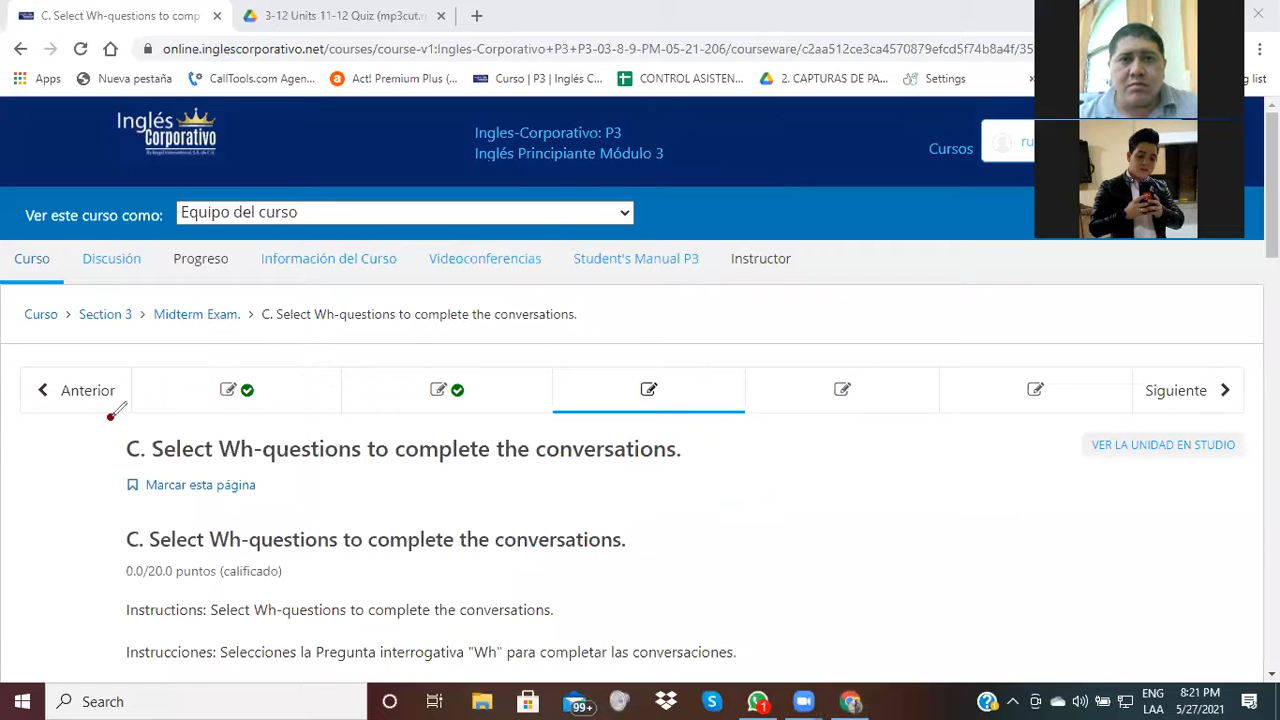 C. Select Wh-questions to comp
3-12 Units 11-12 Quiz (mp3cut.n
online.inglescorporativo.net/courses/course-v1:Ingles-Corporativo+P3+P3-03-8-9-PM-05-21-206/courseware/c2aa512ce3ca4570879efcd5f74b8a4f/35
Apps
Nueva pestaña
CallTools.com Agen...
Act! Premium Plus (...
Curso | P3 | Inglés C...
CONTROL ASISTEN...
2. CAPTURAS DE PA...
Settings
ng list
Inglés
Corporativo
Ingles-Corporativo: P3
Inglés Principiante Módulo 3
Cursos
ru
Ver este curso como:
Equipo del curso
Curso
Discusión
Progreso
Información del Curso
Videoconferencias
Student's Manual P3
Instructor
Curso > Section 3 > Midterm Exam. > C. Select Wh-questions to complete the conversations.
Anterior
Siguiente
C. Select Wh-questions to complete the conversations.
VER LA UNIDAD EN STUDIO
Marcar esta página
C. Select Wh-questions to complete the conversations.
0.0/20.0 puntos (calificado)
Instructions: Select Wh-questions to complete the conversations.
Instrucciones: Selecciones la Pregunta interrogativa "Wh" para completar las conversaciones.
Search
99+
1
ENG
LAA
8:21 PM
5/27/2021